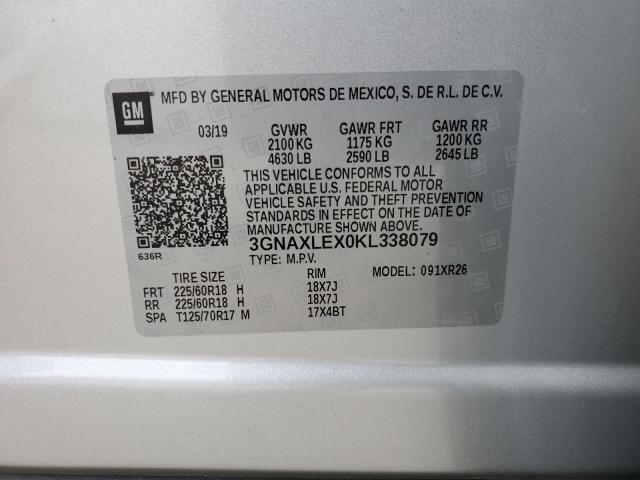 GM MFD BY GENERAL MOTORS DE MEXICO, S. DE R.L. DE C.V.
03/19 GVWR GAWR FRT GAWR RR
2100 KG 1175 KG 1200 KG
4630 LB 2590 LB 2645 LB
THIS VEHICLE CONFORMS TO ALL
APPLICABLE U.S. FEDERAL MOTOR
VEHICLE SAFETY AND THEFT PREVENTION
STANDARDS IN EFFECT ON THE DATE OF
MANUFACTURE SHOWN ABOVE.
3GNAXLEX0KL338079
636R TYPE: M.P.V. MODEL: 091XR26
TIRE SIZE RIM
FRT 225/60R18 H 18X7J
RR 225/60R18 H 18X7J
SPA T125/70R17 M 17X4BT